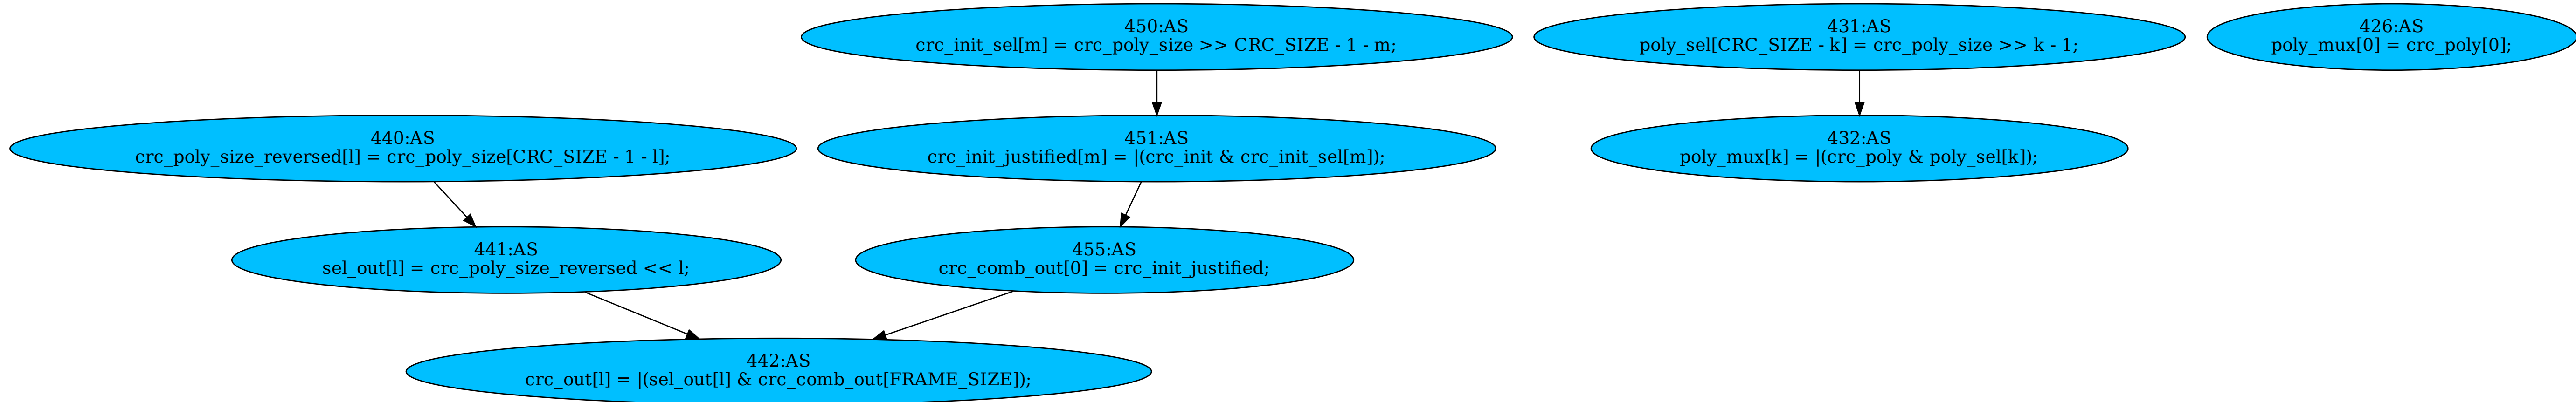 450:AS
crc_init_sel[m] = crc_poly_size >> CRC_SIZE - 1 - m;
431:AS
poly_sel[CRC_SIZE - k] = crc_poly_size >> k - 1;
426:AS
poly_mux[0] = crc_poly[0];
440:AS
crc_poly_size_reversed[l] = crc_poly_size[CRC_SIZE - 1 - l];
451:AS
crc_init_justified[m] = |(crc_init & crc_init_sel[m]);
432:AS
poly_mux[k] = |(crc_poly & poly_sel[k]);
441:AS
sel_out[l] = crc_poly_size_reversed << l;
455:AS
crc_comb_out[0] = crc_init_justified;
442:AS
crc_out[l] = |(sel_out[l] & crc_comb_out[FRAME_SIZE]);